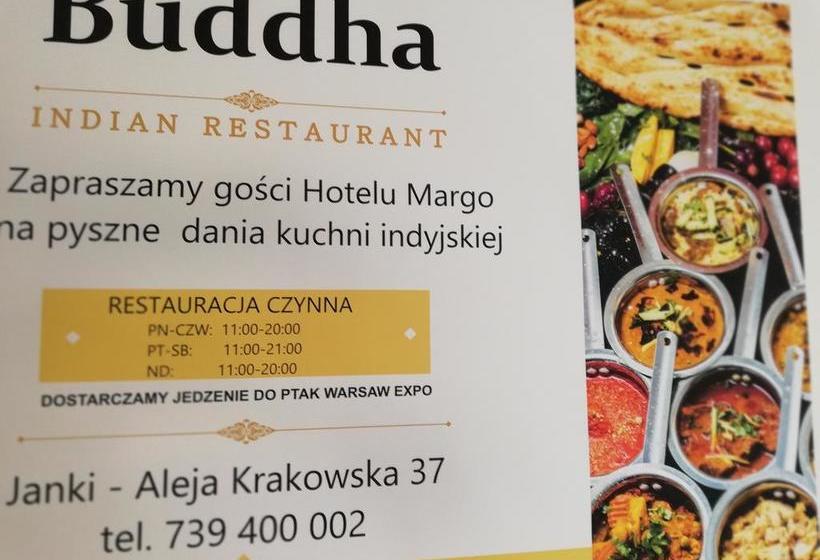 Buddha
INDIAN RESTAURANT
Zapraszamy gości Hotelu Margo
na pyszne dania kuchni indyjskiej
RESTAURACJA CZYNNA
PN-CZW: 11:00-20:00
PT-SB: 11:00-21:00
ND: 11:00-20:00
DOSTARCZAMY JEDZENIE DO PTAK WARSAW EXPO
Janki - Aleja Krakowska 37
tel. 739 400 002